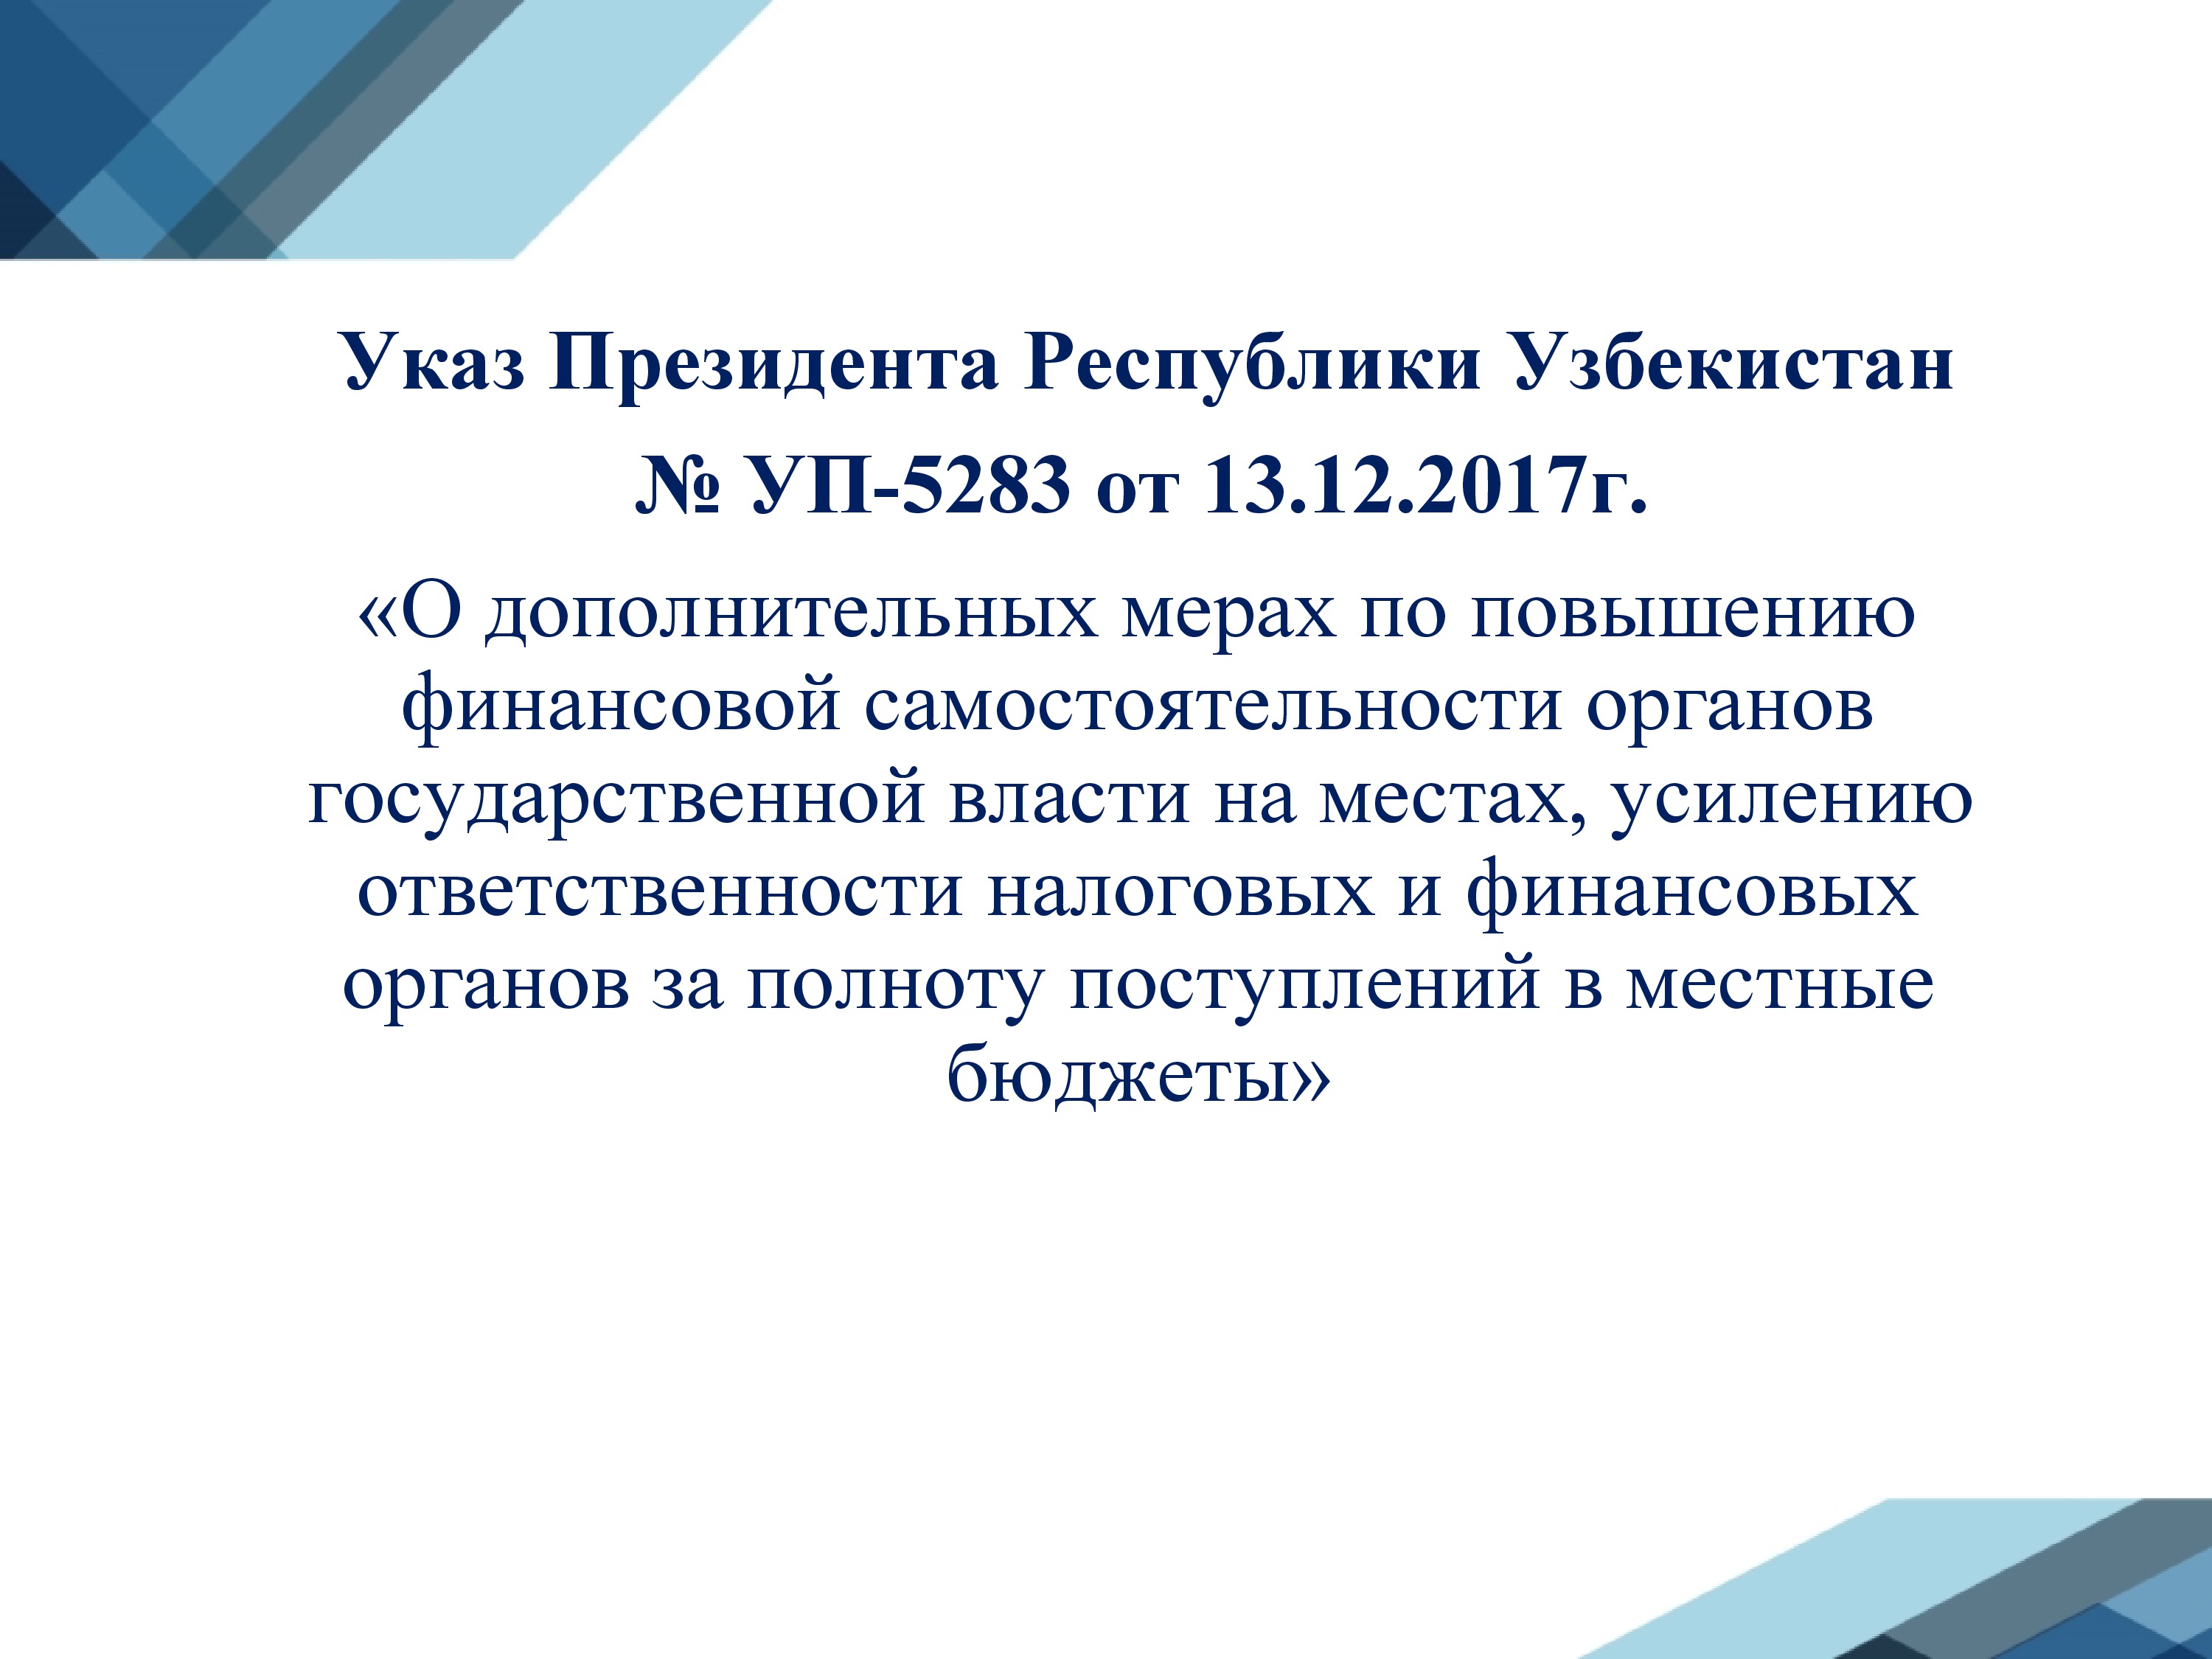 Указ Президента Республики Узбекистан
№ УП-5283 от 13.12.2017г.
«О дополнительных мерах по повышению
финансовой самостоятельности органов
государственной власти на местах, усилению
ответственности налоговых и финансовых
органов за полноту поступлений в местные
бюджеты»